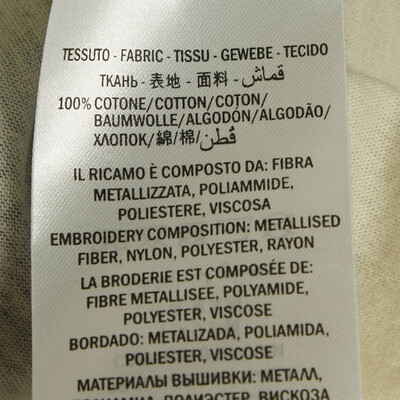 TESSUTO - FABRIC - TISSU - GEWEBE - TECIDO
ТКАНЬ - 表地 - 面料 - قماش
100% COTONE/COTTON/COTON/
BAUMWOLLE/ALGODÓN/ALGODÃO/
ХЛОПОК/綿/棉/قُطن
IL RICAMO È COMPOSTO DA: FIBRA
METALLIZZATA, POLIAMMIDE,
POLIESTERE, VISCOSA
EMBROIDERY COMPOSITION: METALLISED
FIBER, NYLON, POLYESTER, RAYON
LA BRODERIE EST COMPOSÉE DE:
FIBRE METALLISEE, POLYAMIDE,
POLYESTER, VISCOSE
BORDADO: METALIZADA, POLIAMIDA,
POLIESTER, VISCOSE
МАТЕРИАЛЫ ВЫШИВКИ: МЕТАЛЛ,
ПОЛИЭСТЕР, ВИСКОЗА